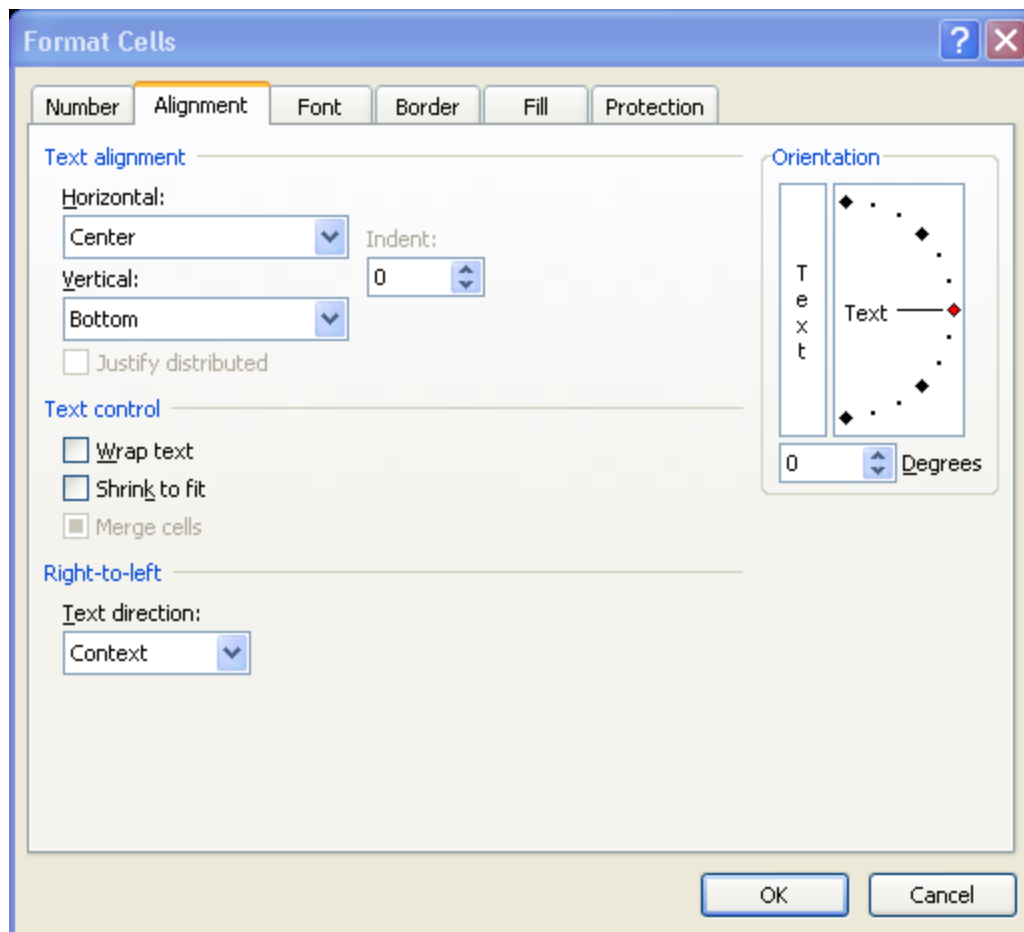 Format Cells
Number Alignment Font Border Fill Protection
Text alignment
Horizontal:
Center
Indent:
0
Vertical:
Bottom
Justify distributed
Text control
Wrap text
Shrink to fit
Merge cells
Right-to-left
Text direction:
Context
Orientation
Text
Text
0 Degrees
OK Cancel